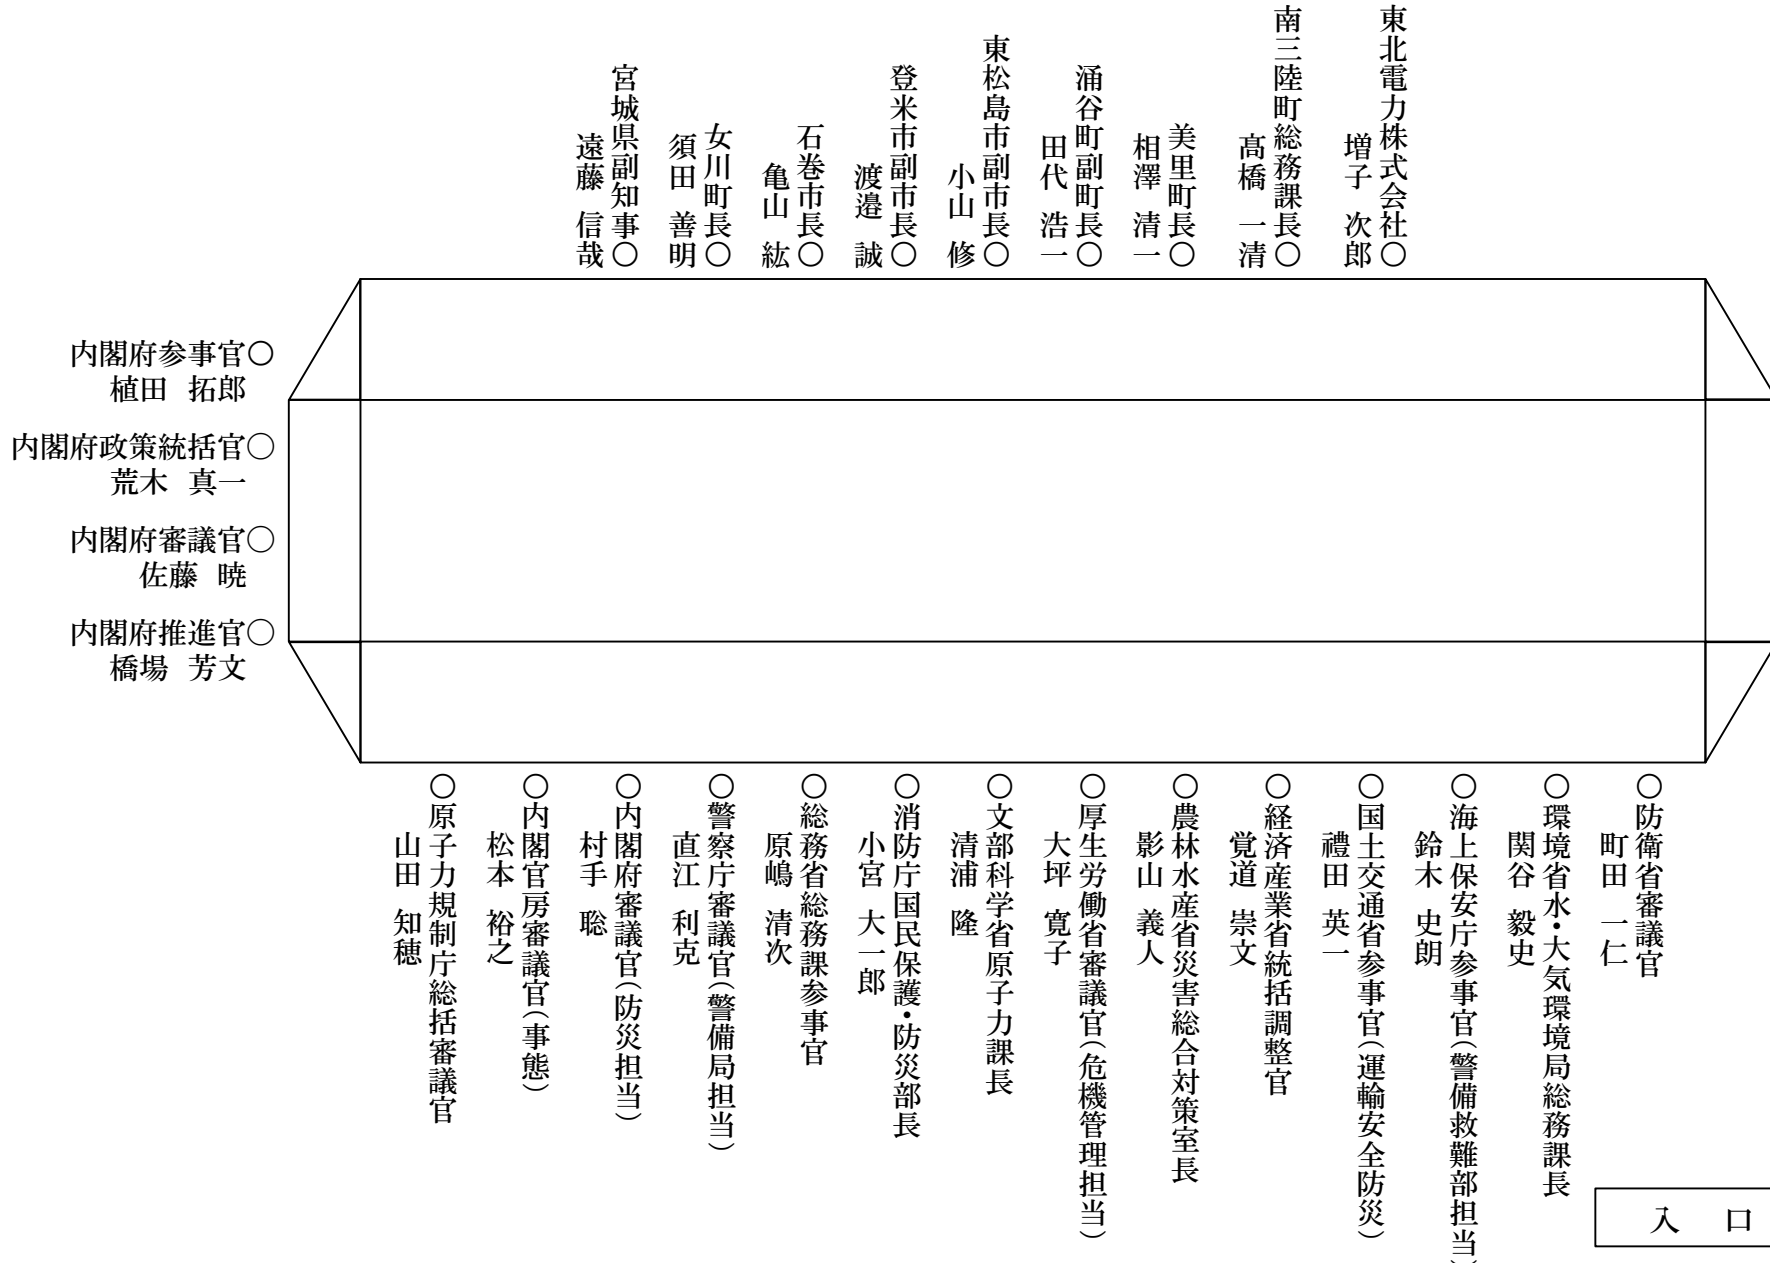 東北電力株式会社○
増子 次郎
南三陸町総務課長○
髙橋 一清
美里町長○
相澤 清一
涌谷町副町長○
田代 浩一
東松島市副市長○
小山 修
登米市副市長○
渡邉 誠
石巻市長○
亀山 紘
女川町長○
須田 善明
宮城県副知事○
遠藤 信哉
内閣府参事官○
植田 拓郎
内閣府政策統括官○
荒木 真一
内閣府審議官○
佐藤 暁
内閣府推進官○
橋場 芳文
○防衛省審議官
町田 一仁
○環境省水・大気環境局総務課長
関谷 毅史
○海上保安庁参事官(警備救難部担当)
鈴木 史朗
○国土交通省参事官(運輸安全防災)
禮田 英一
○経済産業省統括調整官
覚道 崇文
○農林水産省災害総合対策室長
影山 義人
○厚生労働省審議官(危機管理担当)
大坪 寛子
○文部科学省原子力課長
清浦 隆
○消防庁国民保護・防災部長
小宮 大一郎
○総務省総務課参事官
原嶋 清次
○警察庁審議官(警備局担当)
直江 利克
○内閣府審議官(防災担当)
村手 聡
○内閣官房審議官(事態)
松本 裕之
○原子力規制庁総括審議官
山田 知穂
入 口